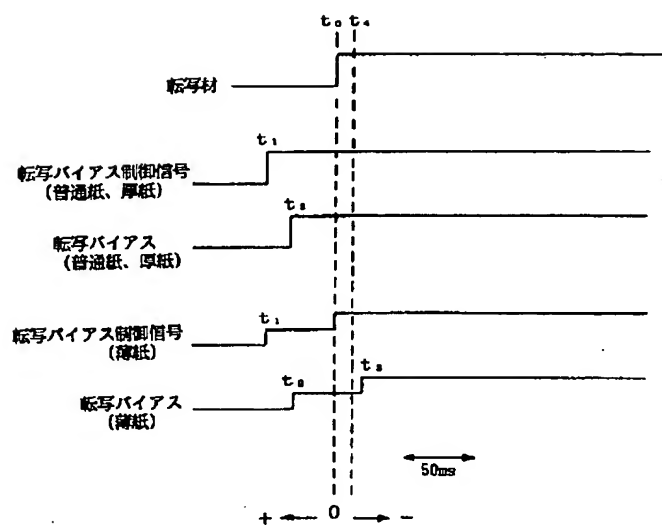 t₀ t₄
転写材
t₁
転写バイアス制御信号
(普通紙、厚紙)
t₂
転写バイアス
(普通紙、厚紙)
t₁
転写バイアス制御信号
(薄紙)
t₂ t₃
転写バイアス
(薄紙)
50ms
+ 0 -